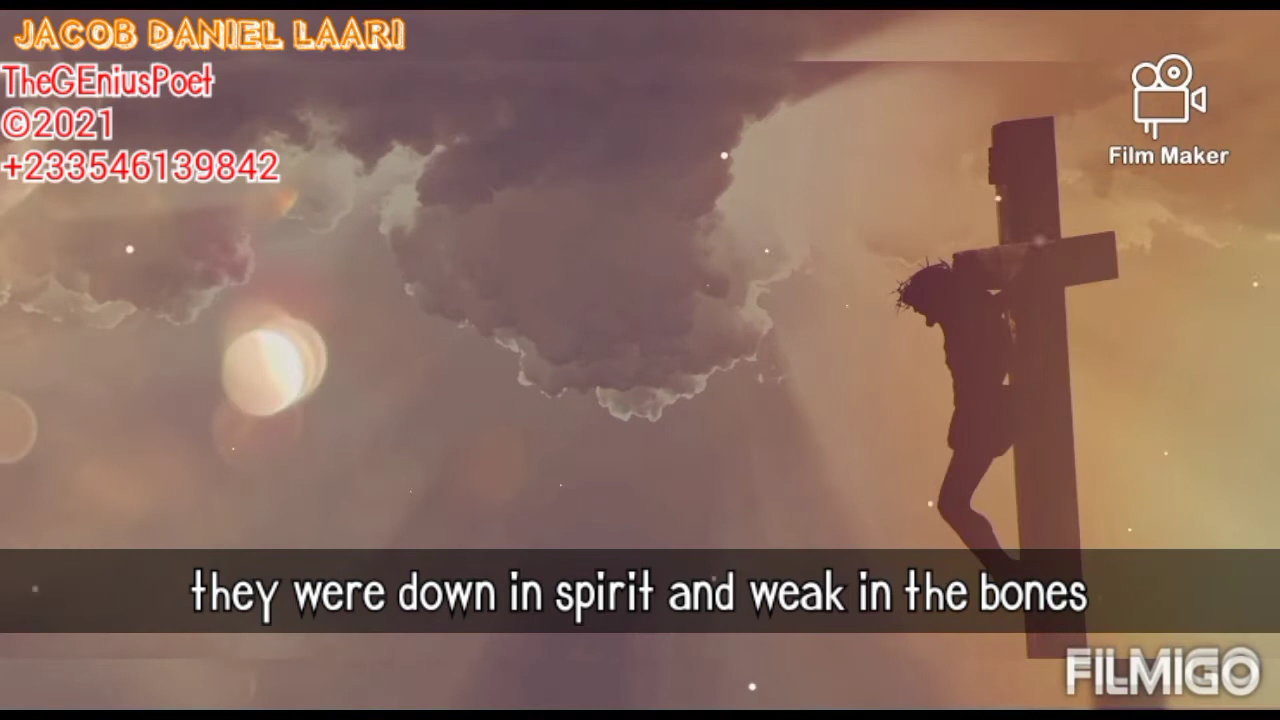 JACOB DANIEL LAARI
TheGEniusPoet
©2021
+233546139842
Film Maker
they were down in spirit and weak in the bones
FILMIGO